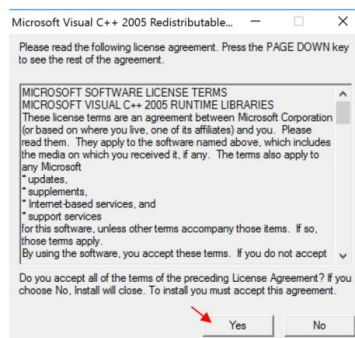 Microsoft Visual C++ 2005 Redistributable...
Please read the following license agreement. Press the PAGE DOWN key
to see the rest of the agreement.
MICROSOFT SOFTWARE LICENSE TERMS
MICROSOFT VISUAL C++ 2005 RUNTIME LIBRARIES
These license terms are an agreement between Microsoft Corporation
(or based on where you live, one of its affiliates) and you. Please
read them. They apply to the software named above, which includes
the media on which you received it, if any. The terms also apply to
any Microsoft
* updates,
* supplements,
* Internet-based services, and
* support services
for this software, unless other terms accompany those items. If so,
those terms apply.
By using the software, you accept these terms. If you do not accept
Do you accept all of the terms of the preceding License Agreement? If you
choose No, Install will close. To install you must accept this agreement.
Yes No